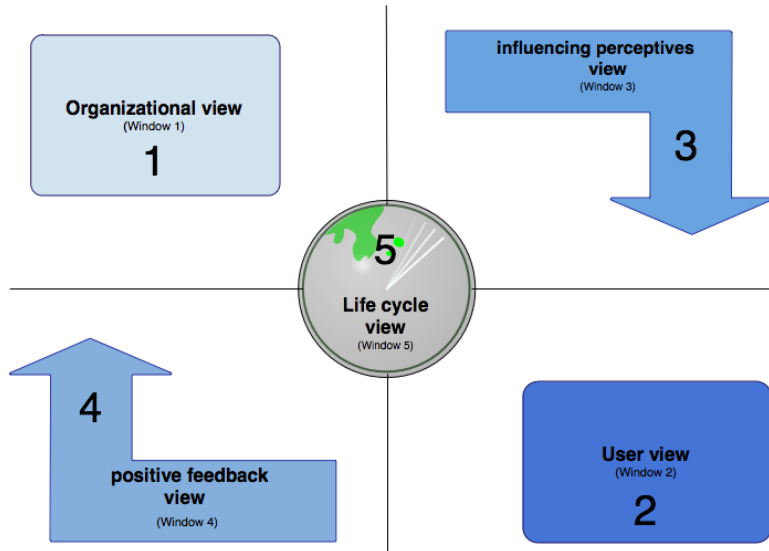 Organizational view
(Window 1)
1
influencing perceptives
view
(Window 3)
3
5
Life cycle
view
(Window 5)
4
positive feedback
view
(Window 4)
User view
(Window 2)
2